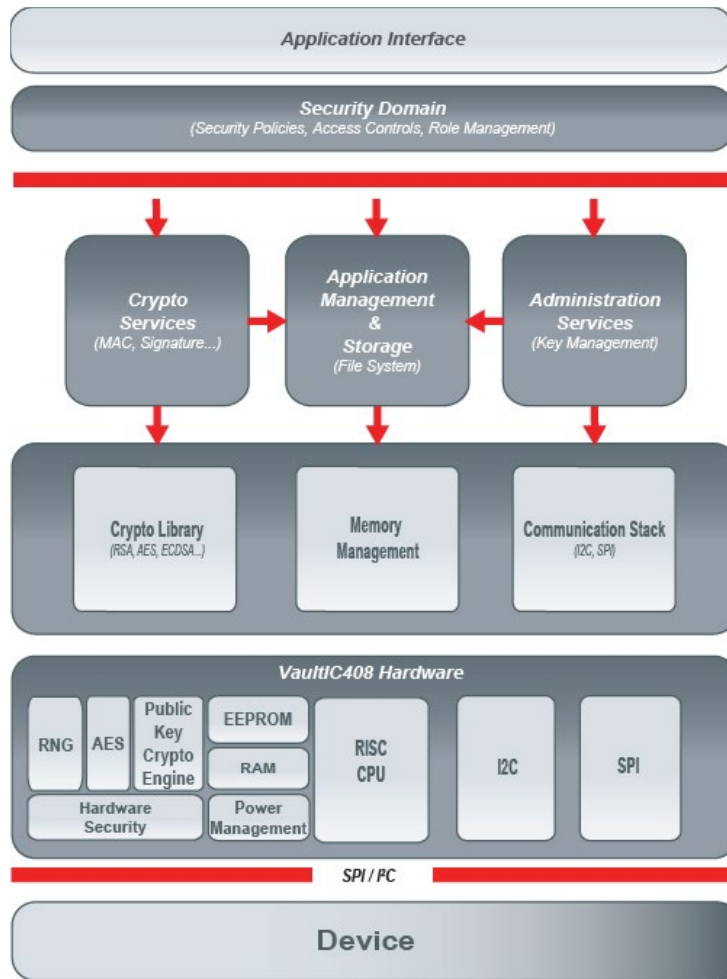 Application Interface
Security Domain
(Security Policies, Access Controls, Role Management)
Crypto
Services
(MAC, Signature...)
Application
Management
&
Storage
(File System)
Administration
Services
(Key Management)
Crypto Library
(RSA, AES, ECDSA...)
Memory
Management
Communication Stack
(I2C, SPI)
VaultIC408 Hardware
RNG
AES
Public
Key
Crypto
Engine
Hardware
Security
EEPROM
RAM
Power
Management
RISC
CPU
I2C
SPI
SPI / I²C
Device